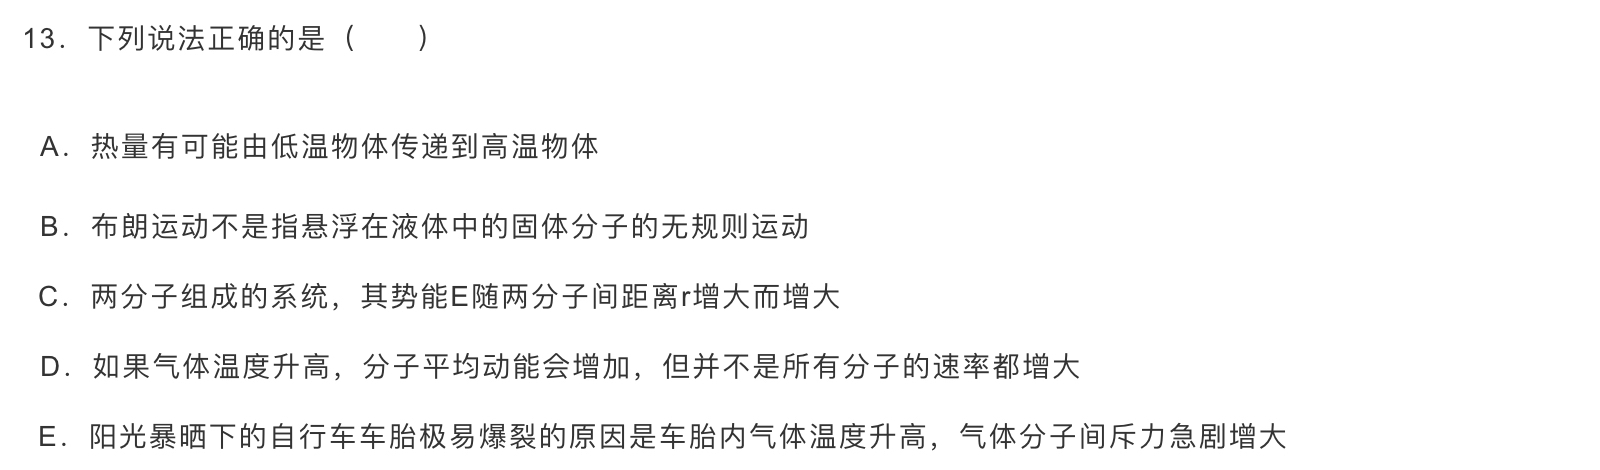 13．下列说法正确的是（　　）
A．热量有可能由低温物体传递到高温物体
B．布朗运动不是指悬浮在液体中的固体分子的无规则运动
C．两分子组成的系统，其势能E随两分子间距离r增大而增大
D．如果气体温度升高，分子平均动能会增加，但并不是所有分子的速率都增大
E．阳光暴晒下的自行车车胎极易爆裂的原因是车胎内气体温度升高，气体分子间斥力急剧增大